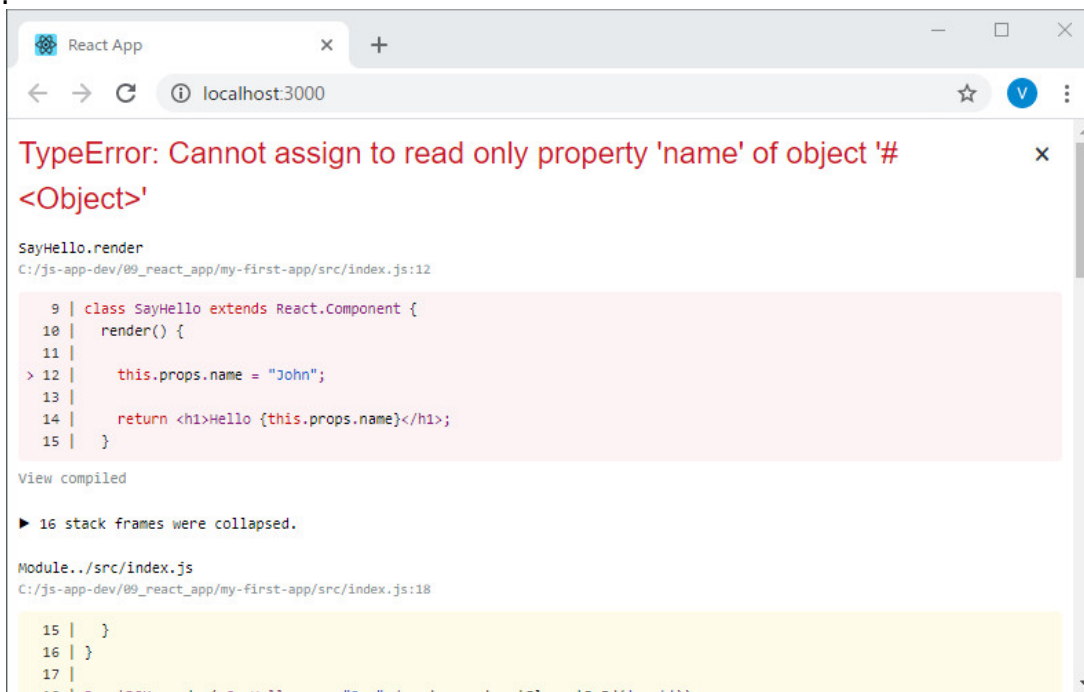 React App
localhost:3000
V
TypeError: Cannot assign to read only property 'name' of object '#
<Object>'
SayHello.render
C:/js-app-dev/09_react_app/my-first-app/src/index.js:12
9 | class SayHello extends React.Component {
10 |   render() {
11 |
> 12 |     this.props.name = "John";
13 |
14 |     return <h1>Hello {this.props.name}</h1>;
15 |   }
View compiled
▶ 16 stack frames were collapsed.
Module../src/index.js
C:/js-app-dev/09_react_app/my-first-app/src/index.js:18
15 |   }
16 | }
17 |